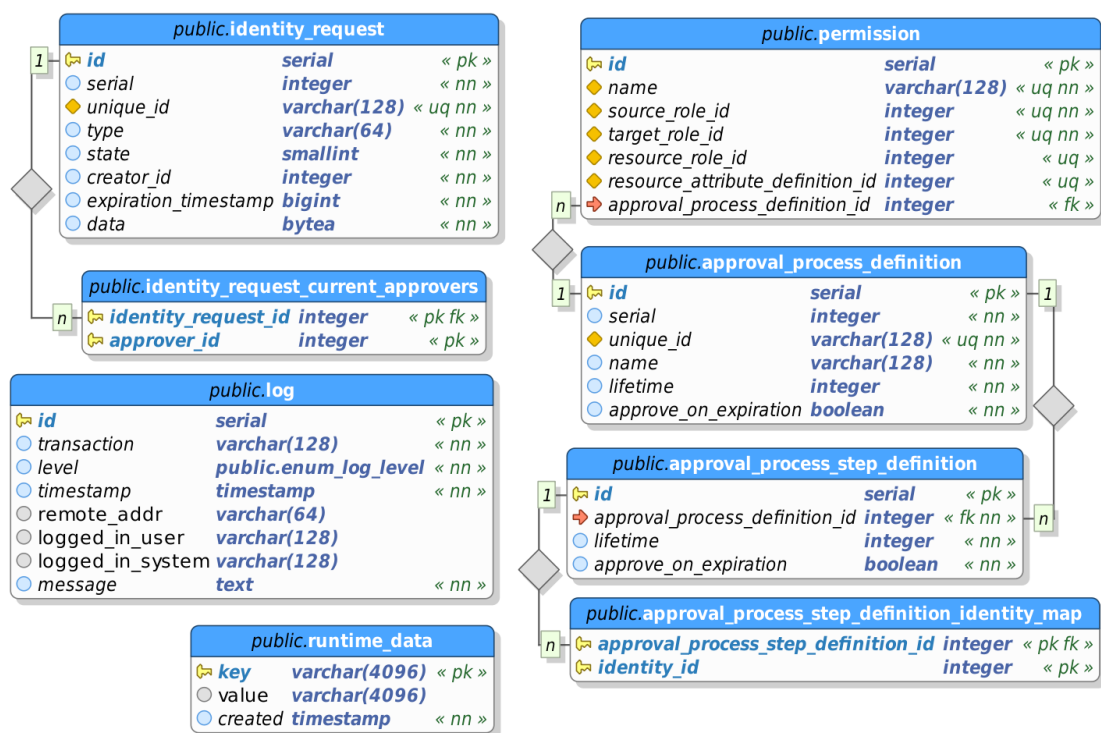 public.identity_request
id serial « pk »
serial integer « nn »
unique_id varchar(128) « uq nn »
type varchar(64) « nn »
state smallint « nn »
creator_id integer « nn »
expiration_timestamp bigint « nn »
data bytea « nn »
1
n
public.identity_request_current_approvers
identity_request_id integer « pk fk »
approver_id integer « pk »
public.log
id serial « pk »
transaction varchar(128) « nn »
level public.enum_log_level « nn »
timestamp timestamp « nn »
remote_addr varchar(64)
logged_in_user varchar(128)
logged_in_system varchar(128)
message text « nn »
public.runtime_data
key varchar(4096) « pk »
value varchar(4096)
created timestamp « nn »
public.permission
id serial « pk »
name varchar(128) « uq nn »
source_role_id integer « uq nn »
target_role_id integer « uq nn »
resource_role_id integer « uq »
resource_attribute_definition_id integer « uq »
approval_process_definition_id integer « fk »
n
1
public.approval_process_definition
id serial « pk »
serial integer « nn »
unique_id varchar(128) « uq nn »
name varchar(128) « nn »
lifetime integer « nn »
approve_on_expiration boolean « nn »
1
n
public.approval_process_step_definition
id serial « pk »
approval_process_definition_id integer « fk nn »
lifetime integer « nn »
approve_on_expiration boolean « nn »
1
n
public.approval_process_step_definition_identity_map
approval_process_step_definition_id integer « pk fk »
identity_id integer « pk »